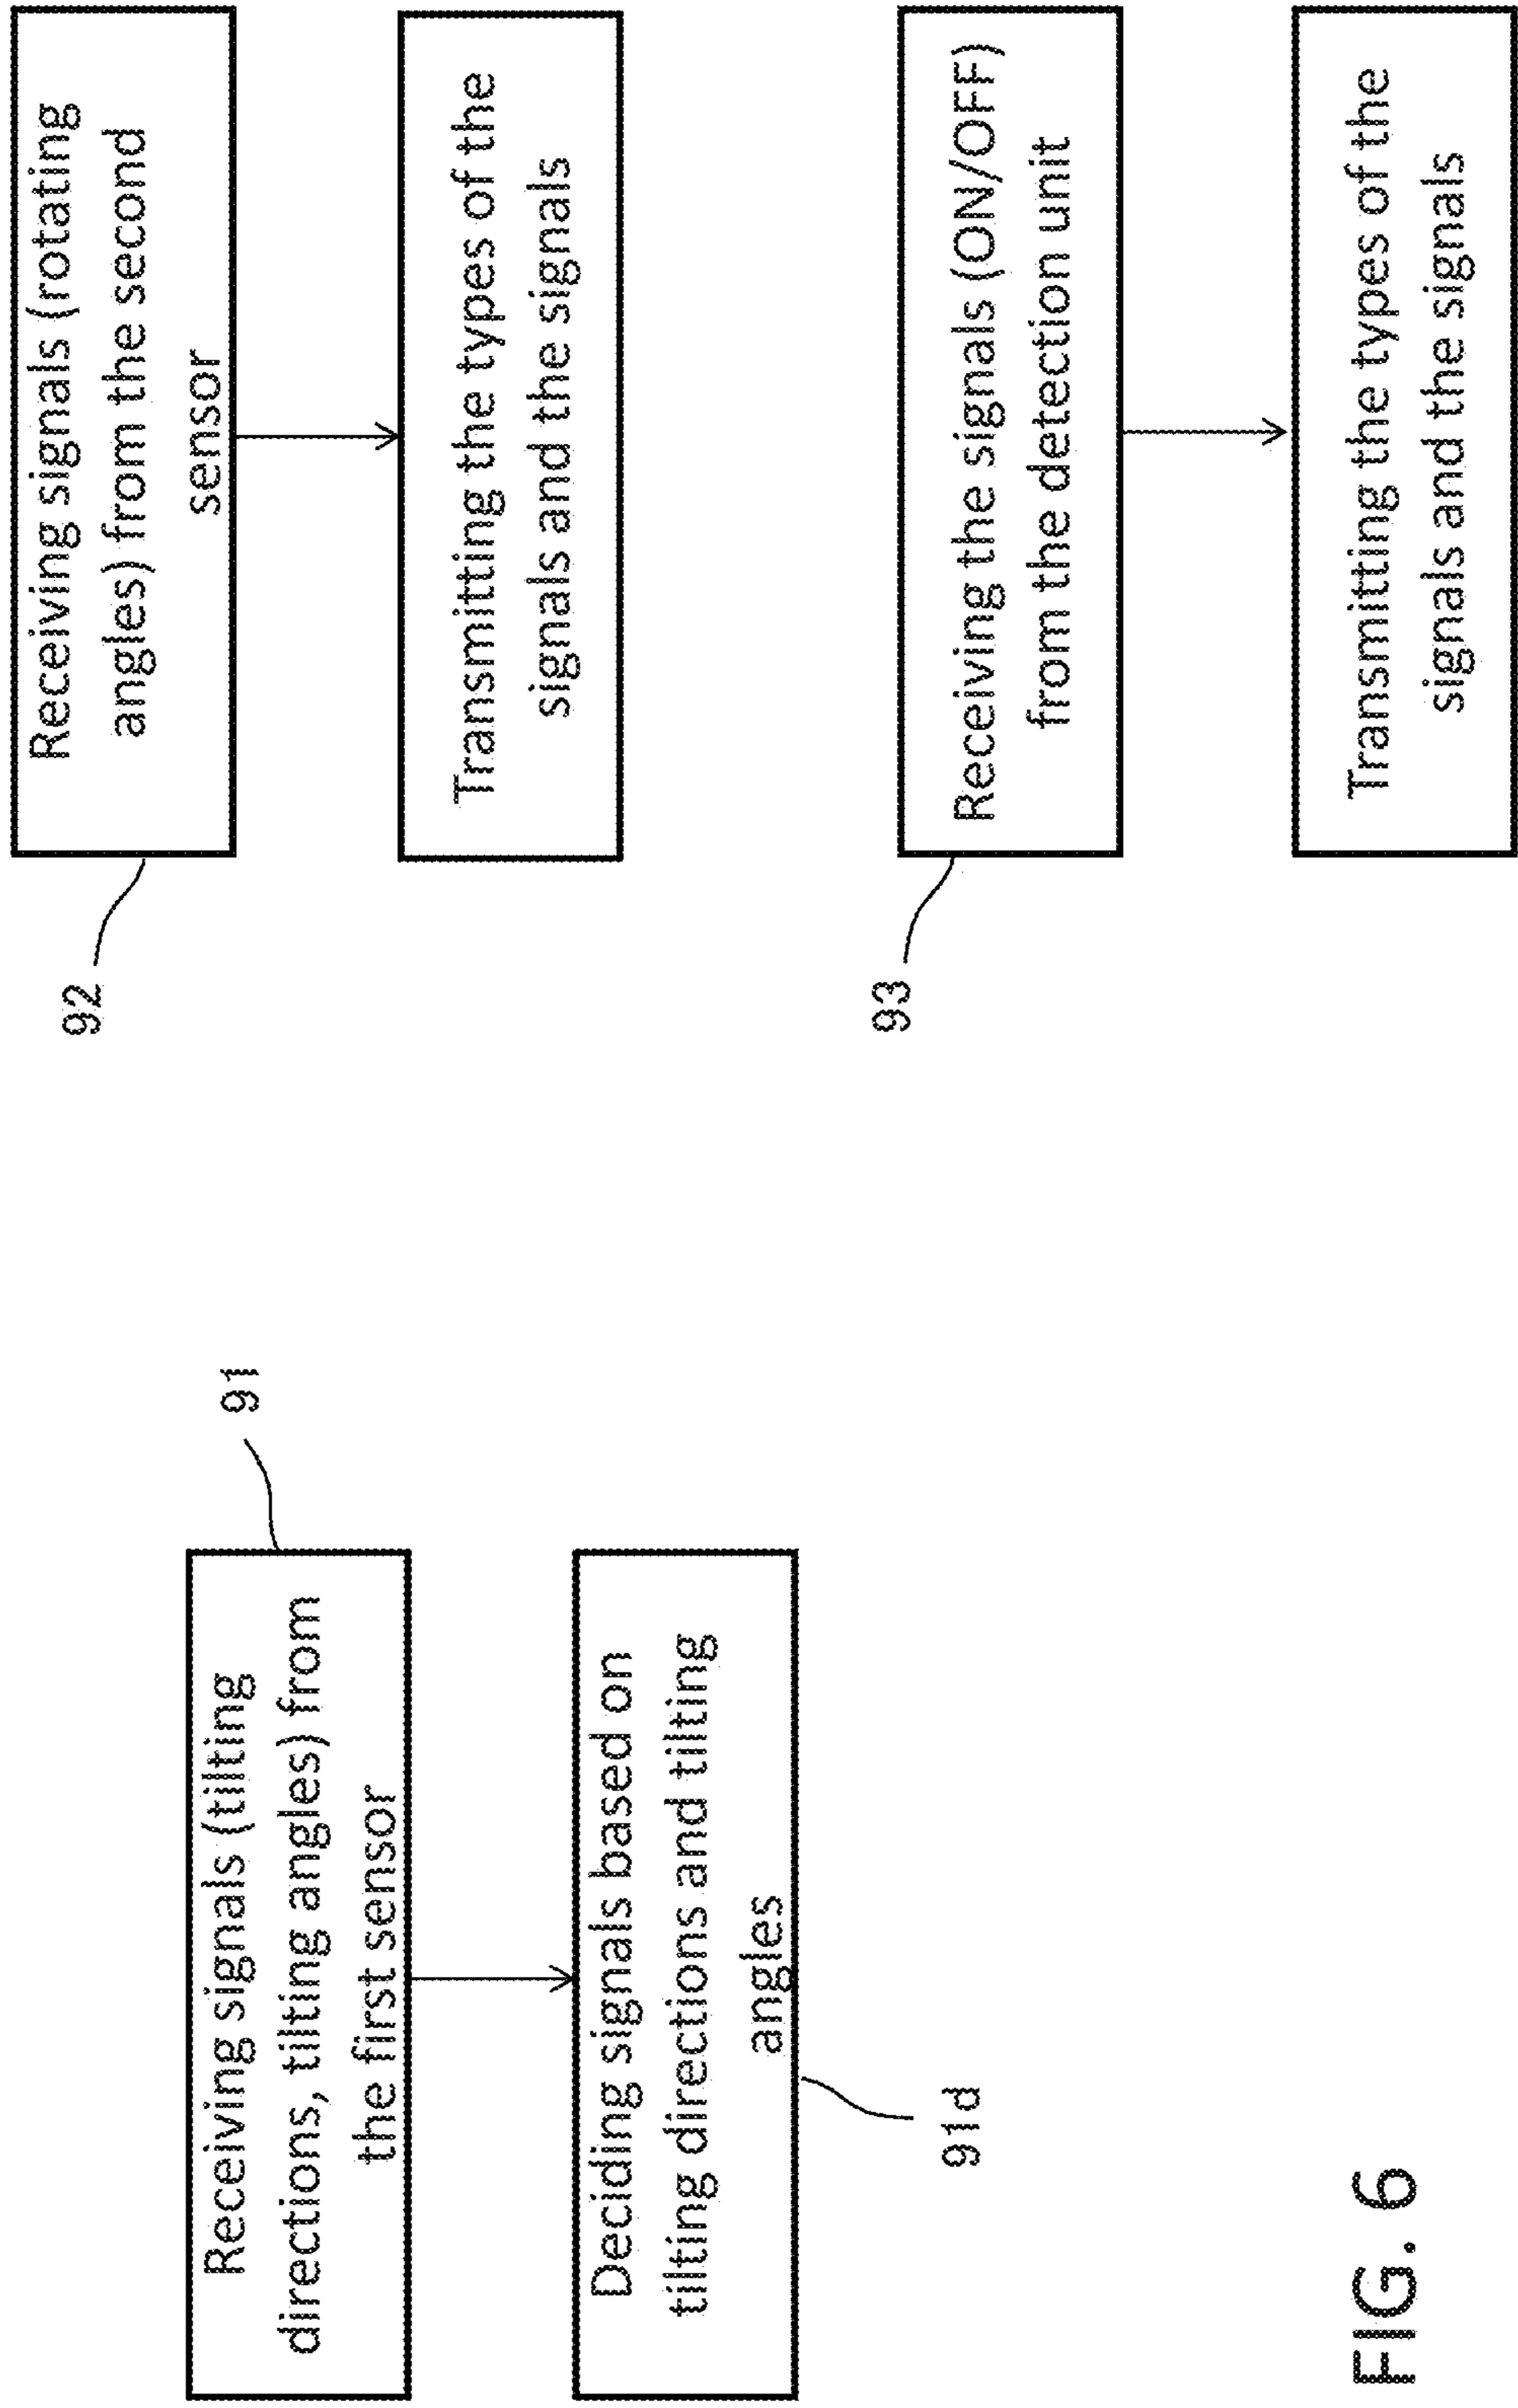 91
Receiving signals (tilting
directions, tilting angles) from
the first sensor
Deciding signals based on
tilting directions and tilting
angles
91d
92
Receiving signals (rotating
angles) from the second
sensor
Transmitting the types of the
signals and the signals
93
Receiving the signals (ON/OFF)
from the detection unit
Transmitting the types of the
signals and the signals
FIG. 6